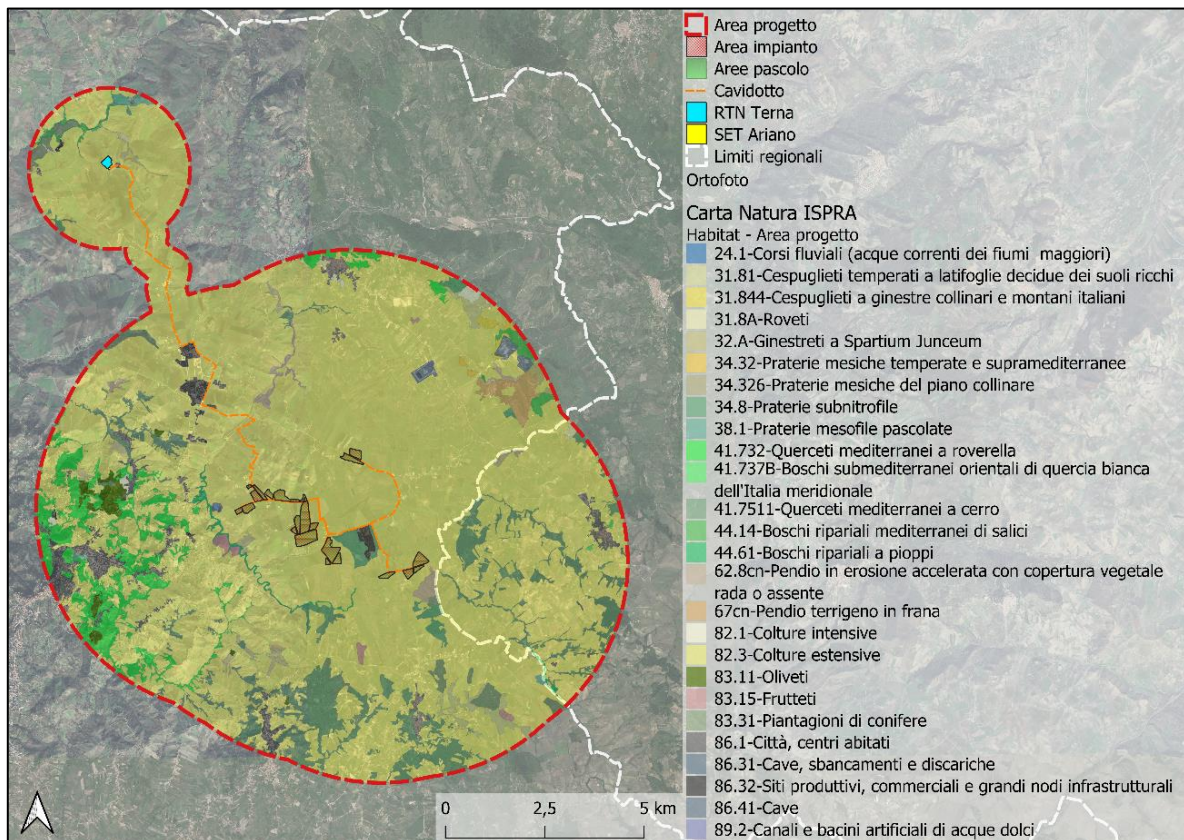 Area progetto
Area impianto
Aree pascolo
Cavidotto
RTN Terna
SET Ariano
Limiti regionali
Ortofoto
Carta Natura ISPRA
Habitat - Area progetto
24.1-Corsi fluviali (acque correnti dei fiumi maggiori)
31.81-Cespuglieti temperati a latifoglie decidue dei suoli ricchi
31.844-Cespuglieti a ginestre collinari e montani italiani
31.8A-Roveti
32.A-Ginestreti a Spartium Junceum
34.32-Praterie mesiche temperate e supramediterranee
34.326-Praterie mesiche del piano collinare
34.8-Praterie subnitrofile
38.1-Praterie mesofile pascolate
41.732-Querceti mediterranei a roverella
41.737B-Boschi submediterranei orientali di quercia bianca
dell'Italia meridionale
41.7511-Querceti mediterranei a cerro
44.14-Boschi ripariali mediterranei di salici
44.61-Boschi ripariali a pioppi
62.8cn-Pendio in erosione accelerata con copertura vegetale
rada o assente
67cn-Pendio terrigeno in frana
82.1-Colture intensive
82.3-Colture estensive
83.11-Oliveti
83.15-Frutteti
83.31-Piantagioni di conifere
86.1-Città, centri abitati
86.31-Cave, sbancamenti e discariche
86.32-Siti produttivi, commerciali e grandi nodi infrastrutturali
86.41-Cave
89.2-Canali e bacini artificiali di acque dolci
0 2,5 5 km